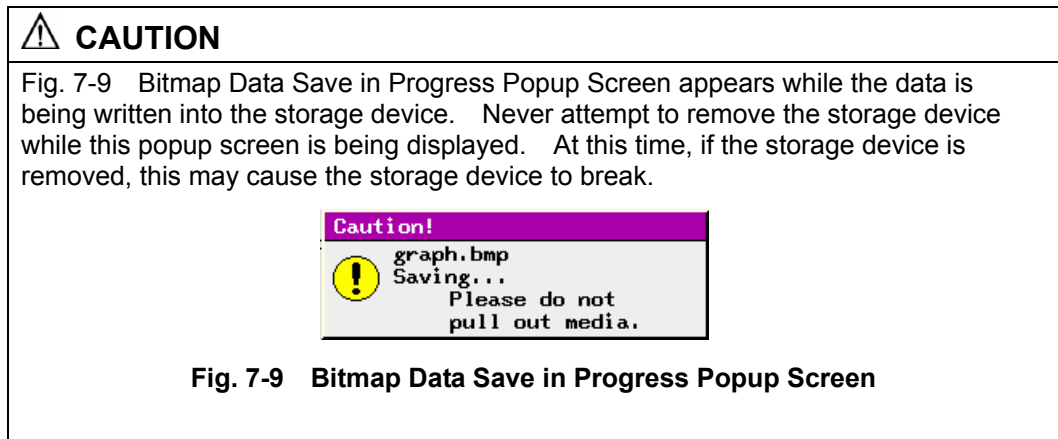 CAUTION
Fig. 7-9 Bitmap Data Save in Progress Popup Screen appears while the data is
being written into the storage device. Never attempt to remove the storage device
while this popup screen is being displayed. At this time, if the storage device is
removed, this may cause the storage device to break.
Caution!
graph.bmp
Saving...
Please do not
pull out media.
Fig. 7-9 Bitmap Data Save in Progress Popup Screen